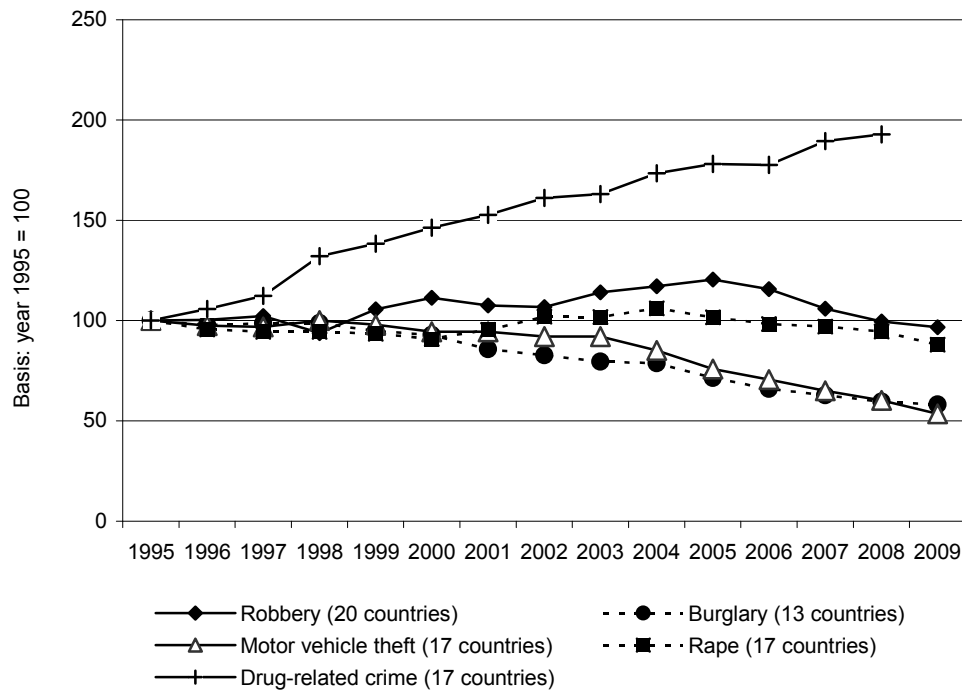 250
200
150
100
50
0
Basis: year 1995 = 100
1995 1996 1997 1998 1999 2000 2001 2002 2003 2004 2005 2006 2007 2008 2009
Robbery (20 countries) Burglary (13 countries)
Motor vehicle theft (17 countries) Rape (17 countries)
Drug-related crime (17 countries)